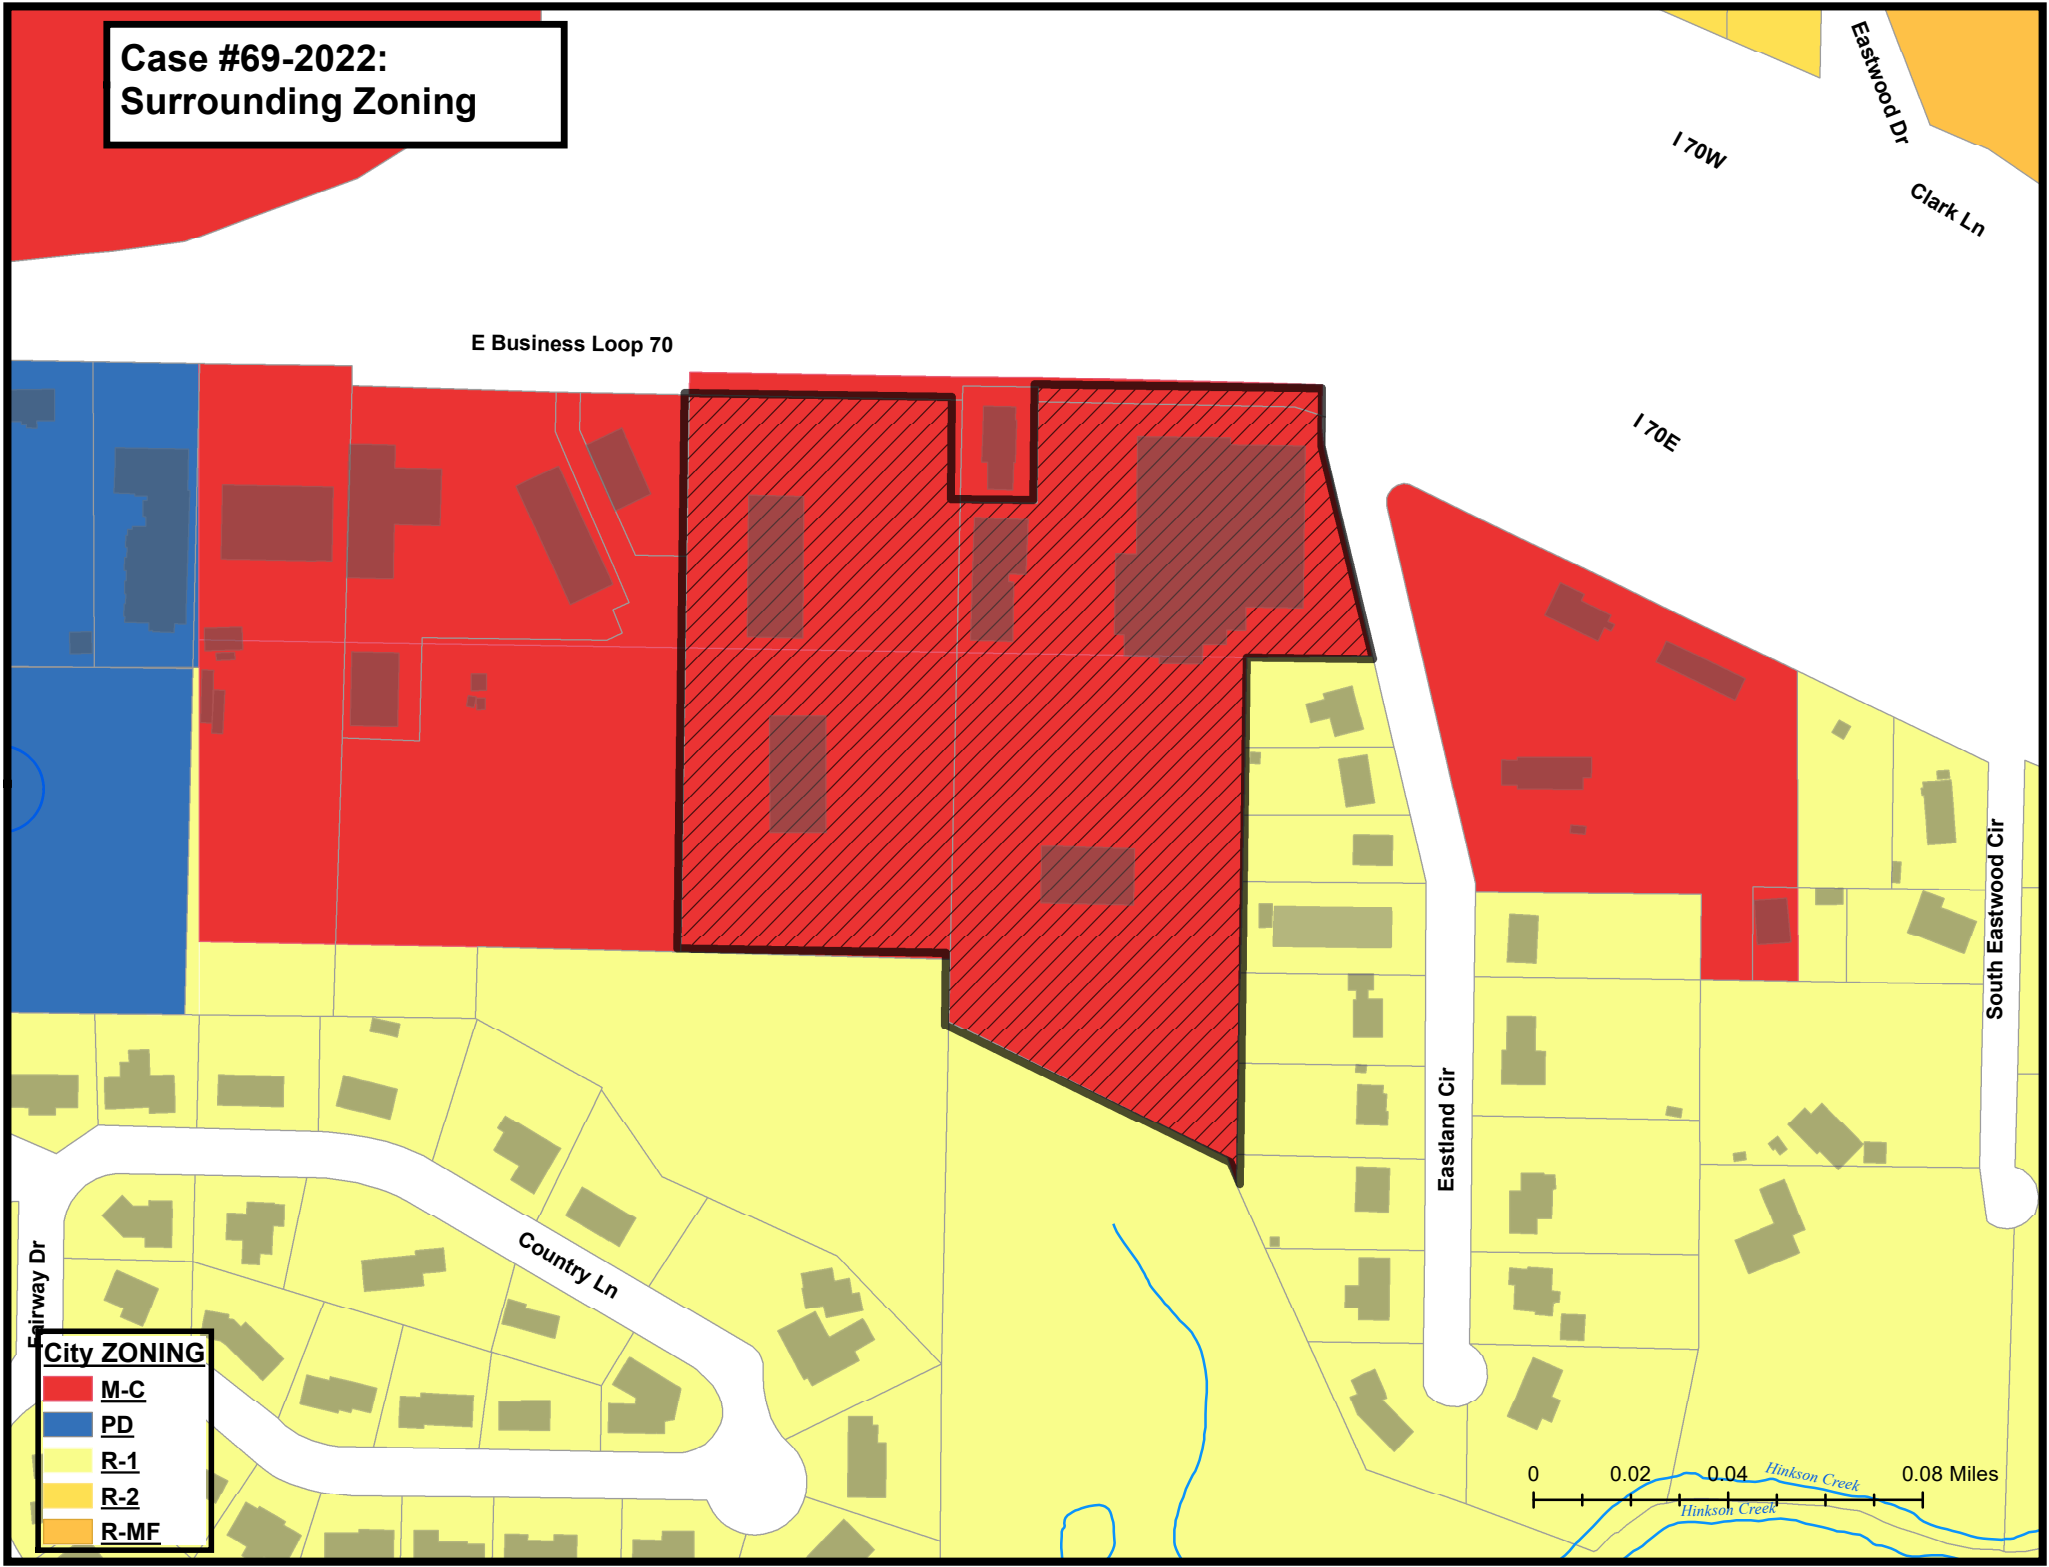 Case #69-2022:
Surrounding Zoning
Eastwood Dr
I 70W
Clark Ln
E Business Loop 70
I 70E
South Eastwood Cir
Eastland Cir
Country Ln
Fairway Dr
City ZONING
M-C
PD
R-1
R-2
R-MF
0 0.02 0.04 0.08 Miles
Hinkson Creek
Hinkson Creek